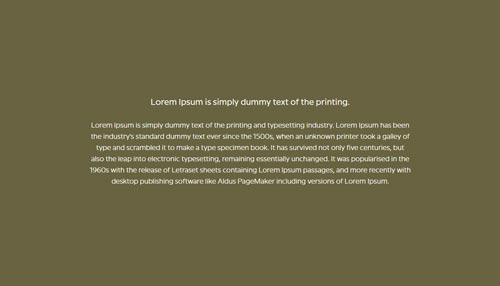 Lorem Ipsum is simply dummy text of the printing.
Lorem Ipsum is simply dummy text of the printing and typesetting industry. Lorem Ipsum has been
the industry's standard dummy text ever since the 1500s, when an unknown printer took a galley of
type and scrambled it to make a type specimen book. It has survived not only five centuries, but
also the leap into electronic typesetting, remaining essentially unchanged. It was popularised in the
1960s with the release of Letraset sheets containing Lorem Ipsum passages, and more recently with
desktop publishing software like Aldus PageMaker including versions of Lorem Ipsum.